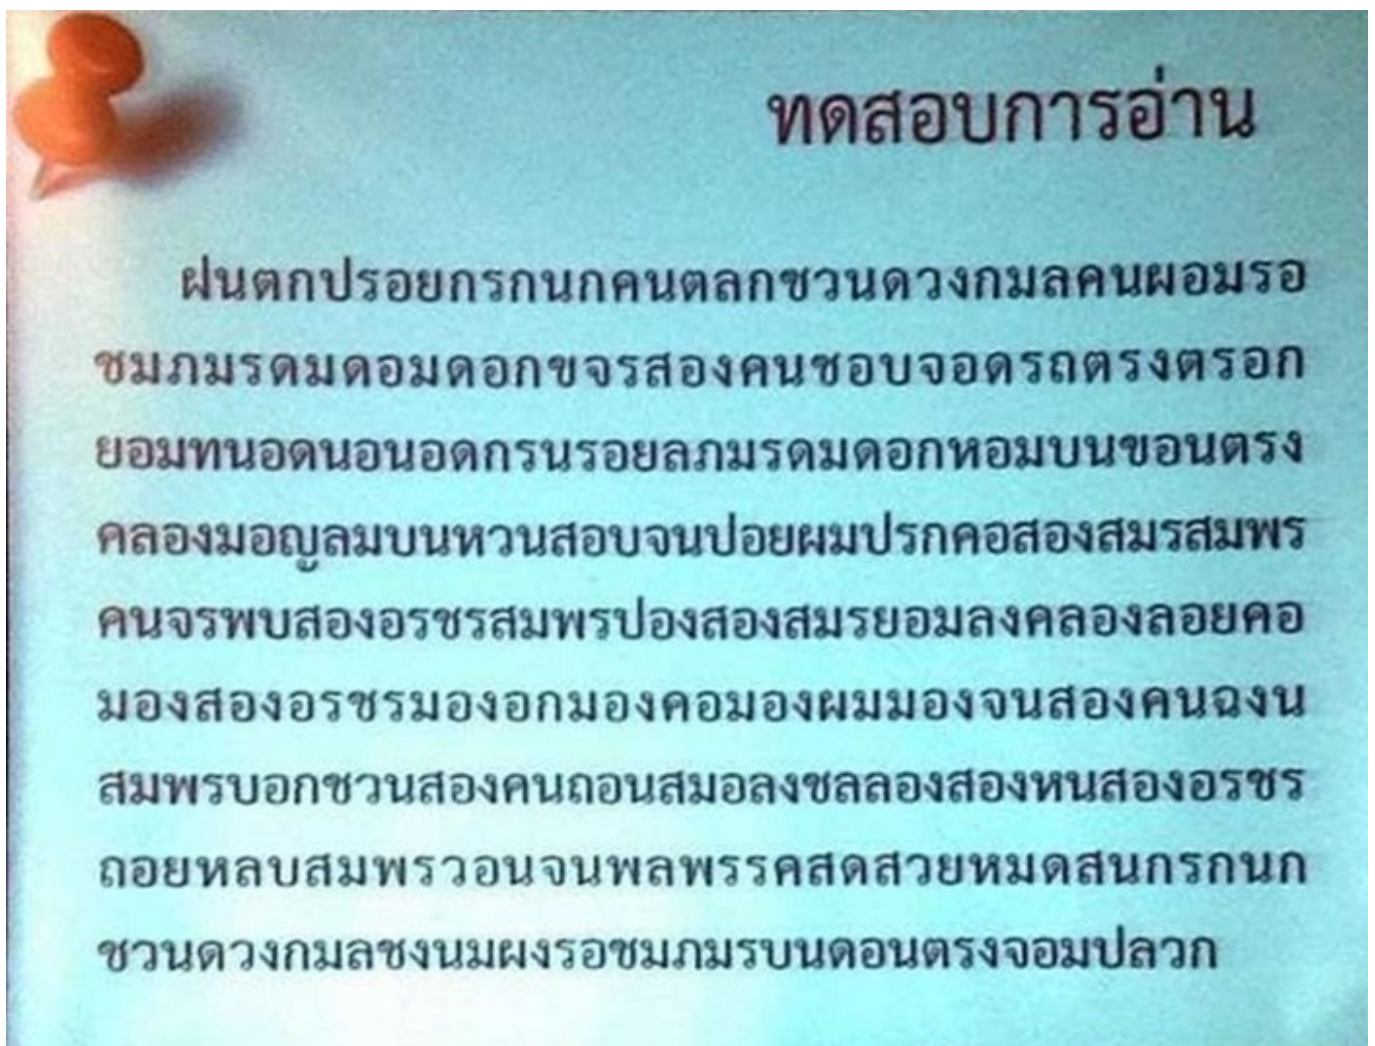 ทดสอบการอ่าน
ฝนตกปรอยกรกนกคนตลกชวนดวงกมลคนผอมรอ
ชมภมรดมดอมดอกขจรสองคนชอบจอดรถตรงตรอก
ยอมทนอดนอนอดกรนรอยลภมรดมดอกหอมบนขอนตรง
คลองมอญลมบนหวนสอบจนปอยผมปรกคอสองสมรสมพร
คนจรพบสองอรชรสมพรปองสองสมรยอมลงคลองลอยคอ
มองสองอรชรมองอกมองคอมองผมมองจนสองคนฉงน
สมพรบอกชวนสองคนถอนสมอลงชลลองสองหนสองอรชร
ถอยหลบสมพรวอนจนพลพรรคสดสวยหมดสนกรกนก
ชวนดวงกมลชงนมผงรอชมภมรบนดอนตรงจอมปลวก